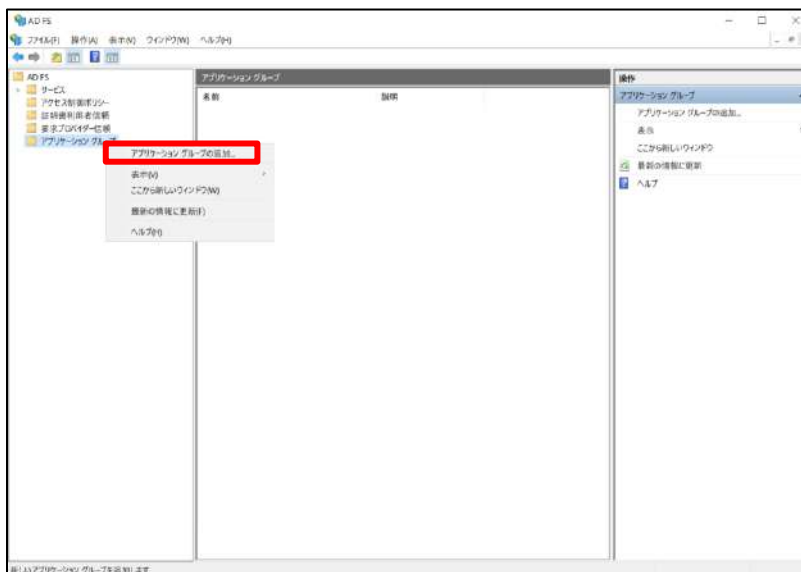 AD FS
ファイル(F) 操作(A) 表示(N) ウィンドウ(W) ヘルプ(H)
AD FS
サービス
アクセス制御ポリシー
証明書利用者信頼
要求プロバイダー信頼
アプリケーション グループ
アプリケーション グループの追加...
表示(V)
ここから新しいウィンドウ(W)
最新の情報に更新(F)
ヘルプ(H)
アプリケーション グループ
名前 説明
操作
アプリケーション グループ
アプリケーション グループの追加...
表示
ここから新しいウィンドウ
最新の情報に更新
ヘルプ
新しいアプリケーション グループを追加します